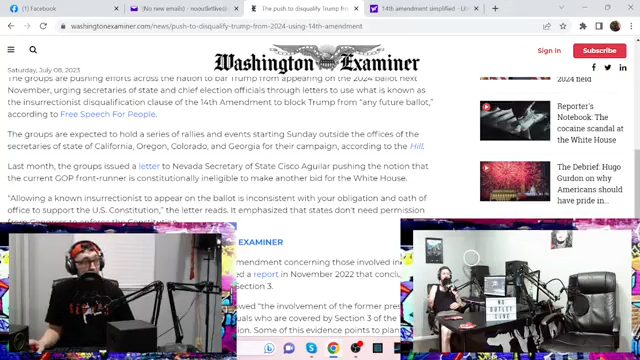 Facebook
(No new emails) - nooutletlive@
The push to disqualify Trump from
14th amendment simplified
washingtonexaminer.com/news/push-to-disqualify-trump-from-2024-using-14th-amendment
Washington Examiner
Sign In
Subscribe
Saturday, July 08, 2023
The groups are pushing efforts across the nation to bar Trump from appearing on the 2024 ballot next
November, urging secretaries of state and chief election officials through letters to use what is known as
the insurrectionist disqualification clause of the 14th Amendment to block Trump from “any future ballot,”
according to Free Speech For People.
The groups are expected to hold a series of rallies and events starting Sunday outside the offices of the
secretaries of state of California, Oregon, Colorado, and Georgia for their campaign, according to the Hill.
Last month, the groups issued a letter to Nevada Secretary of State Cisco Aguilar pushing the notion that
the current GOP front-runner is constitutionally ineligible to make another bid for the White House.
“Allowing a known insurrectionist to appear on the ballot is inconsistent with your obligation and oath of
office to support the U.S. Constitution,” the letter reads. It emphasized that states don't need permission
from Congress to enforce the Constitution.
2024 field
Reporter's
Notebook: The
cocaine scandal at
the White House
The Debrief: Hugo
Gurdon on why
Americans should
have pride in...
EXAMINER
mendment concerning those involved in
ed a report in November 2022 that conclu
Section 3.
wed “the involvement of the former pres
uals who are covered by Section 3 of the
ion. Some of this evidence points to plan
NO
OUTLET
LIVE